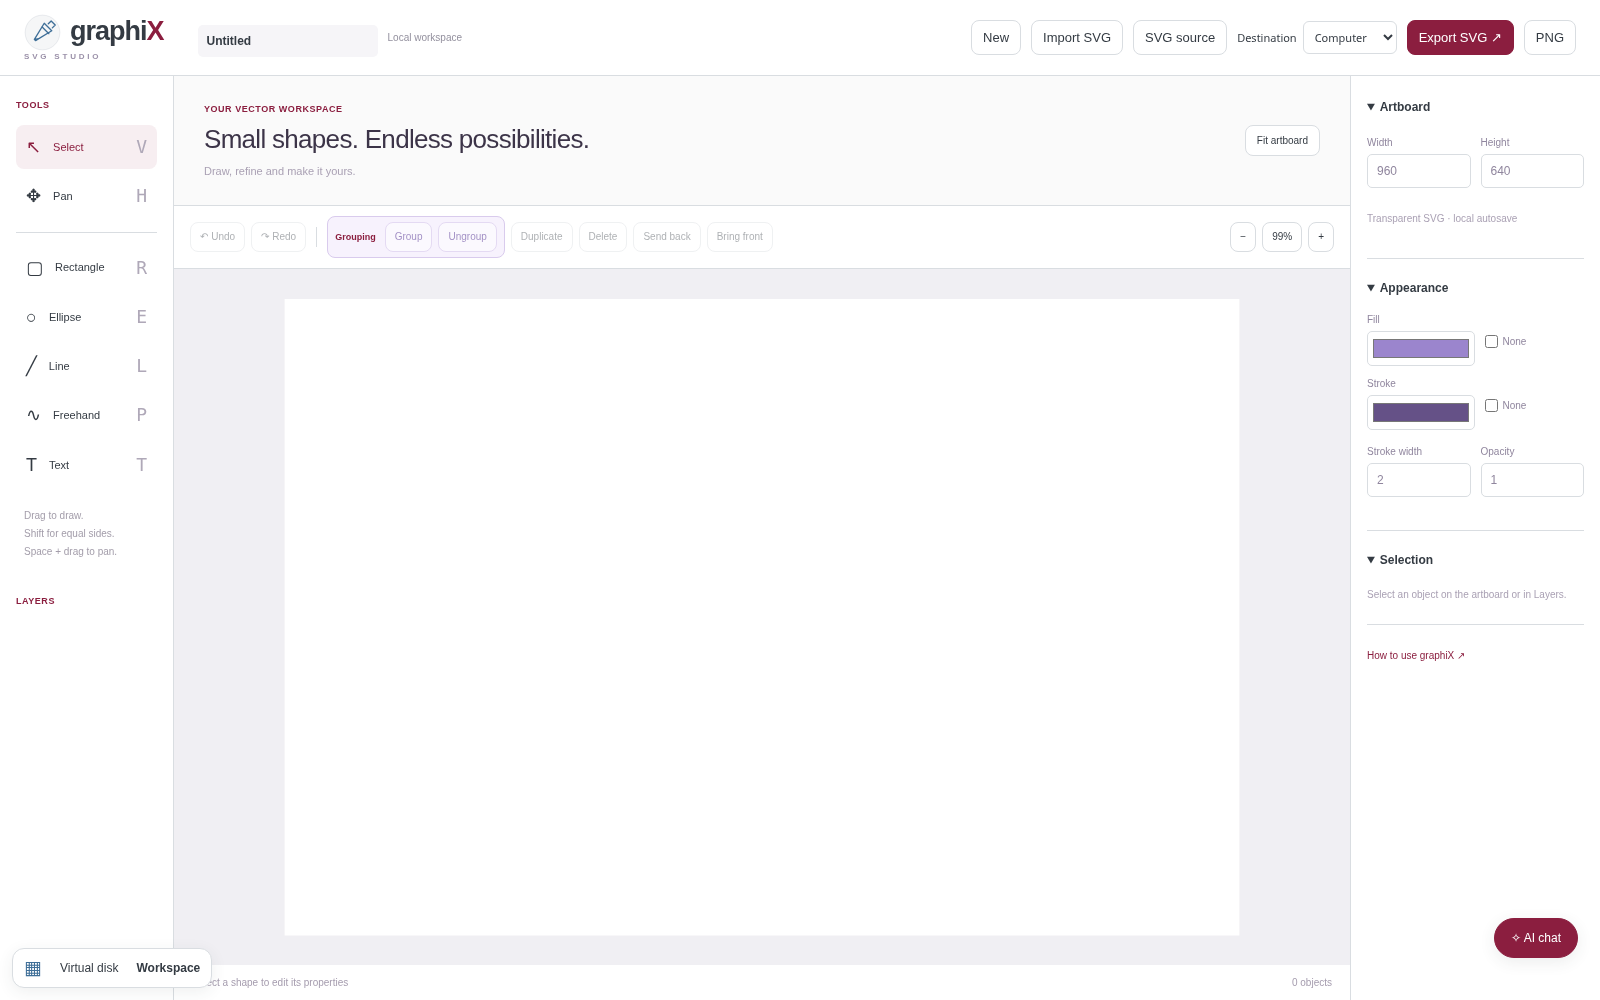 graphiX
SVG STUDIO
Untitled
Local workspace
New
Import SVG
SVG source
Destination
Computer
Export SVG ↗
PNG
TOOLS
Select V
Pan H
Rectangle R
Ellipse E
Line L
Freehand P
Text T
Drag to draw.
Shift for equal sides.
Space + drag to pan.
LAYERS
YOUR VECTOR WORKSPACE
Small shapes. Endless possibilities.
Draw, refine and make it yours.
Fit artboard
↶ Undo
↷ Redo
Grouping
Group
Ungroup
Duplicate
Delete
Send back
Bring front
−
99%
+
Artboard
Width
Height
960
640
Transparent SVG · local autosave
Appearance
Fill
None
Stroke
None
Stroke width
Opacity
2
1
Selection
Select an object on the artboard or in Layers.
How to use graphiX ↗
✧ AI chat
Virtual disk
Workspace
a shape to edit its properties
0 objects